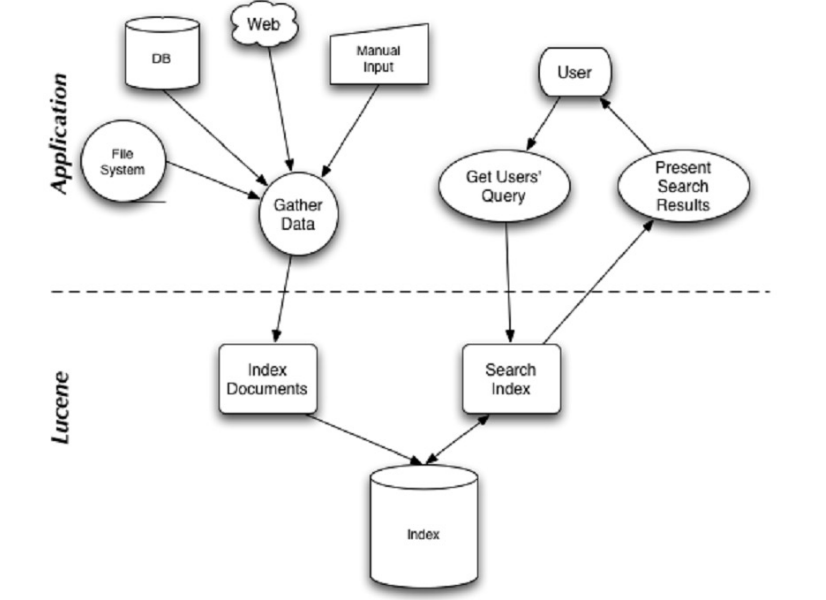 Application
DB
Web
Manual
Input
User
File
System
Gather
Data
Get Users'
Query
Present
Search
Results
Lucene
Index
Documents
Search
Index
Index